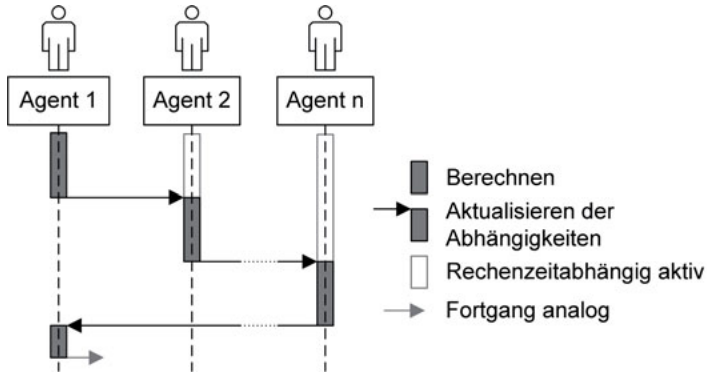 Agent 1
Agent 2
Agent n
Berechnen
Aktualisieren der
Abhängigkeiten
Rechenzeitabhängig aktiv
Fortgang analog